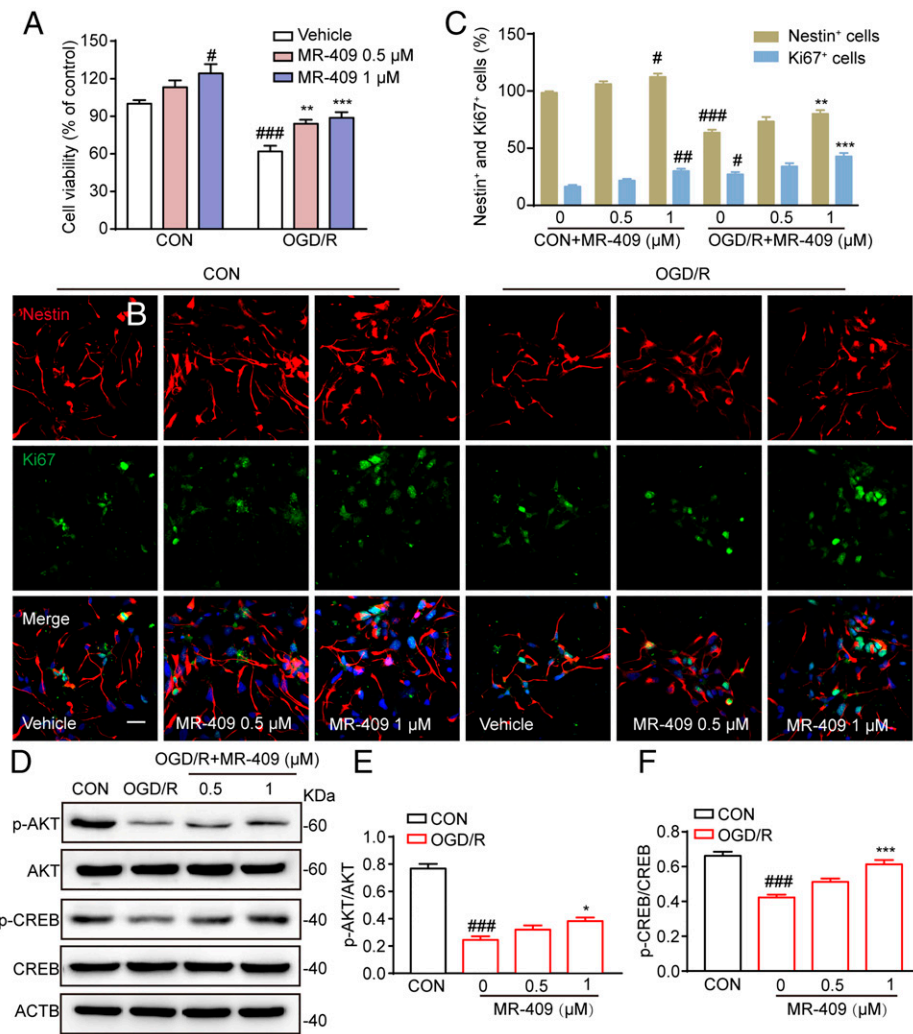 A
Vehicle
MR-409 0.5 μM
MR-409 1 μM
Cell viability (% of control)
150
120
90
60
30
0
#
###
**
***
CON
OGD/R
C
Nestin⁺ cells
Ki67⁺ cells
Nestin⁺ and Ki67⁺ cells (%)
150
100
50
0
#
##
###
#
**
***
0 0.5 1 0 0.5 1
CON+MR-409 (μM) OGD/R+MR-409 (μM)
CON OGD/R
B
Nestin
Ki67
Merge
Vehicle MR-409 0.5 μM MR-409 1 μM Vehicle MR-409 0.5 μM MR-409 1 μM
D
OGD/R+MR-409 (μM)
CON OGD/R 0.5 1 KDa
p-AKT -60
AKT -60
p-CREB -40
CREB -40
ACTB -40
E
CON
OGD/R
p-AKT/AKT
1.0
0.8
0.6
0.4
0.2
0.0
###
*
CON 0 0.5 1
MR-409 (μM)
F
CON
OGD/R
p-CREB/CREB
0.8
0.6
0.4
0.2
0.0
###
***
CON 0 0.5 1
MR-409 (μM)